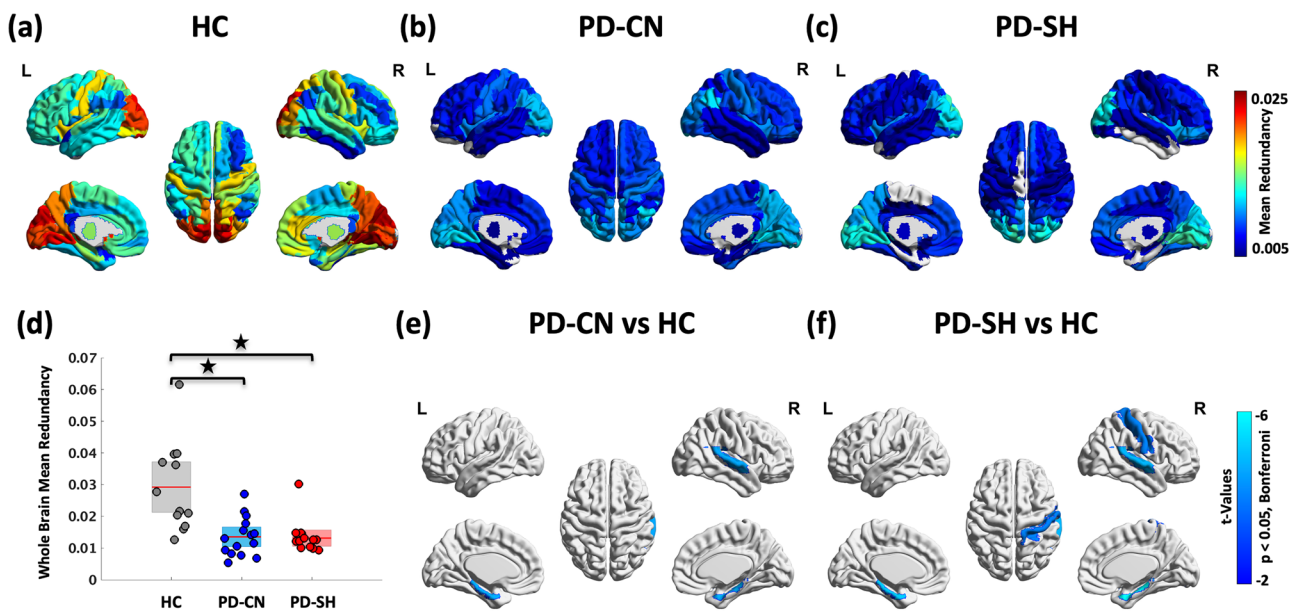 (a) HC
(b) PD-CN
(c) PD-SH
L R
L R
L R
0.025
Mean Redundancy
0.005
(d)
Whole Brain Mean Redundancy
0.07
0.06
0.05
0.04
0.03
0.02
0.01
0
HC PD-CN PD-SH
(e) PD-CN vs HC
L R
(f) PD-SH vs HC
L R
-6
t-Values
p < 0.05, Bonferroni
-2